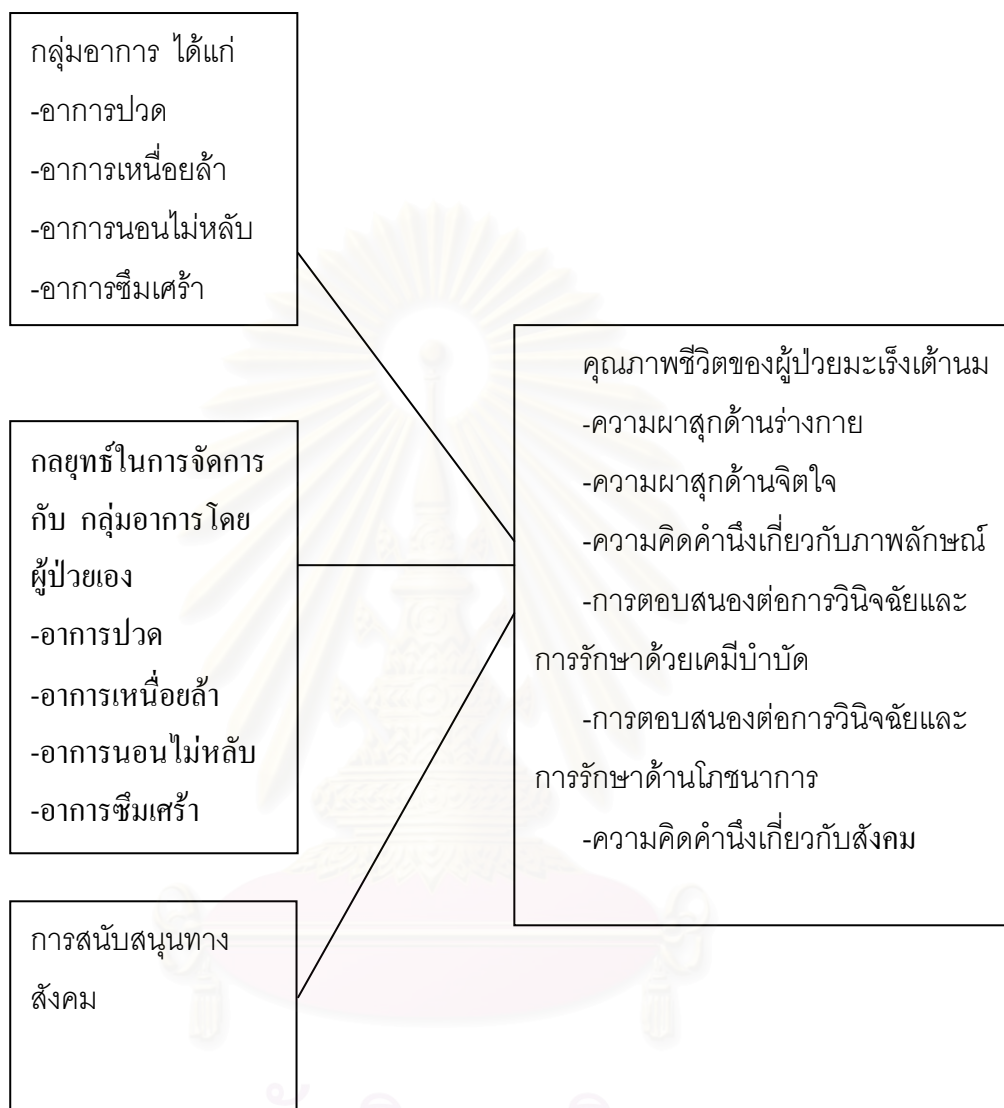 กลุ่มอาการ ได้แก่
-อาการปวด
-อาการเหนื่อยล้า
-อาการนอนไม่หลับ
-อาการซึมเศร้า
กลยุทธ์ในการจัดการ
กับ กลุ่มอาการโดย
ผู้ป่วยเอง
-อาการปวด
-อาการเหนื่อยล้า
-อาการนอนไม่หลับ
-อาการซึมเศร้า
การสนับสนุนทาง
สังคม
คุณภาพชีวิตของผู้ป่วยมะเร็งเต้านม
-ความผาสุกด้านร่างกาย
-ความผาสุกด้านจิตใจ
-ความคิดคำนึงเกี่ยวกับภาพลักษณ์
-การตอบสนองต่อการวินิจฉัยและ
การรักษาด้วยเคมีบำบัด
-การตอบสนองต่อการวินิจฉัยและ
การรักษาด้านโภชนาการ
-ความคิดคำนึงเกี่ยวกับสังคม